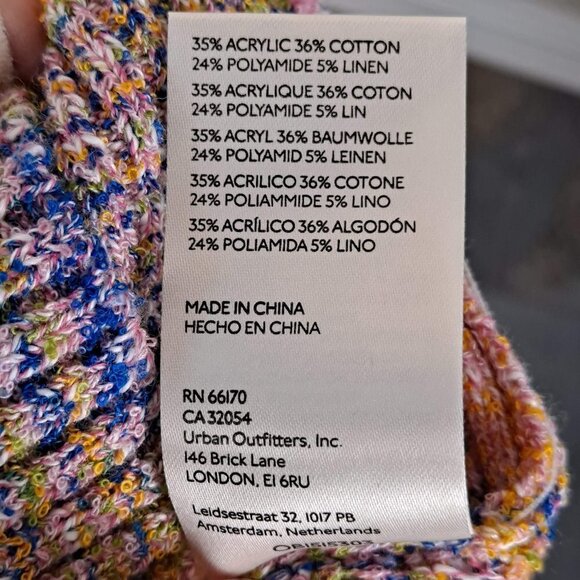 35% ACRYLIC 36% COTTON
24% POLYAMIDE 5% LINEN
35% ACRYLIQUE 36% COTON
24% POLYAMIDE 5% LIN
35% ACRYL 36% BAUMWOLLE
24% POLYAMID 5% LEINEN
35% ACRILICO 36% COTONE
24% POLIAMMIDE 5% LINO
35% ACRÍLICO 36% ALGODÓN
24% POLIAMIDA 5% LINO
MADE IN CHINA
HECHO EN CHINA
RN 66170
CA 32054
Urban Outfitters, Inc.
146 Brick Lane
LONDON, E1 6RU
Leidsestraat 32, 1017 PB
Amsterdam, Netherlands